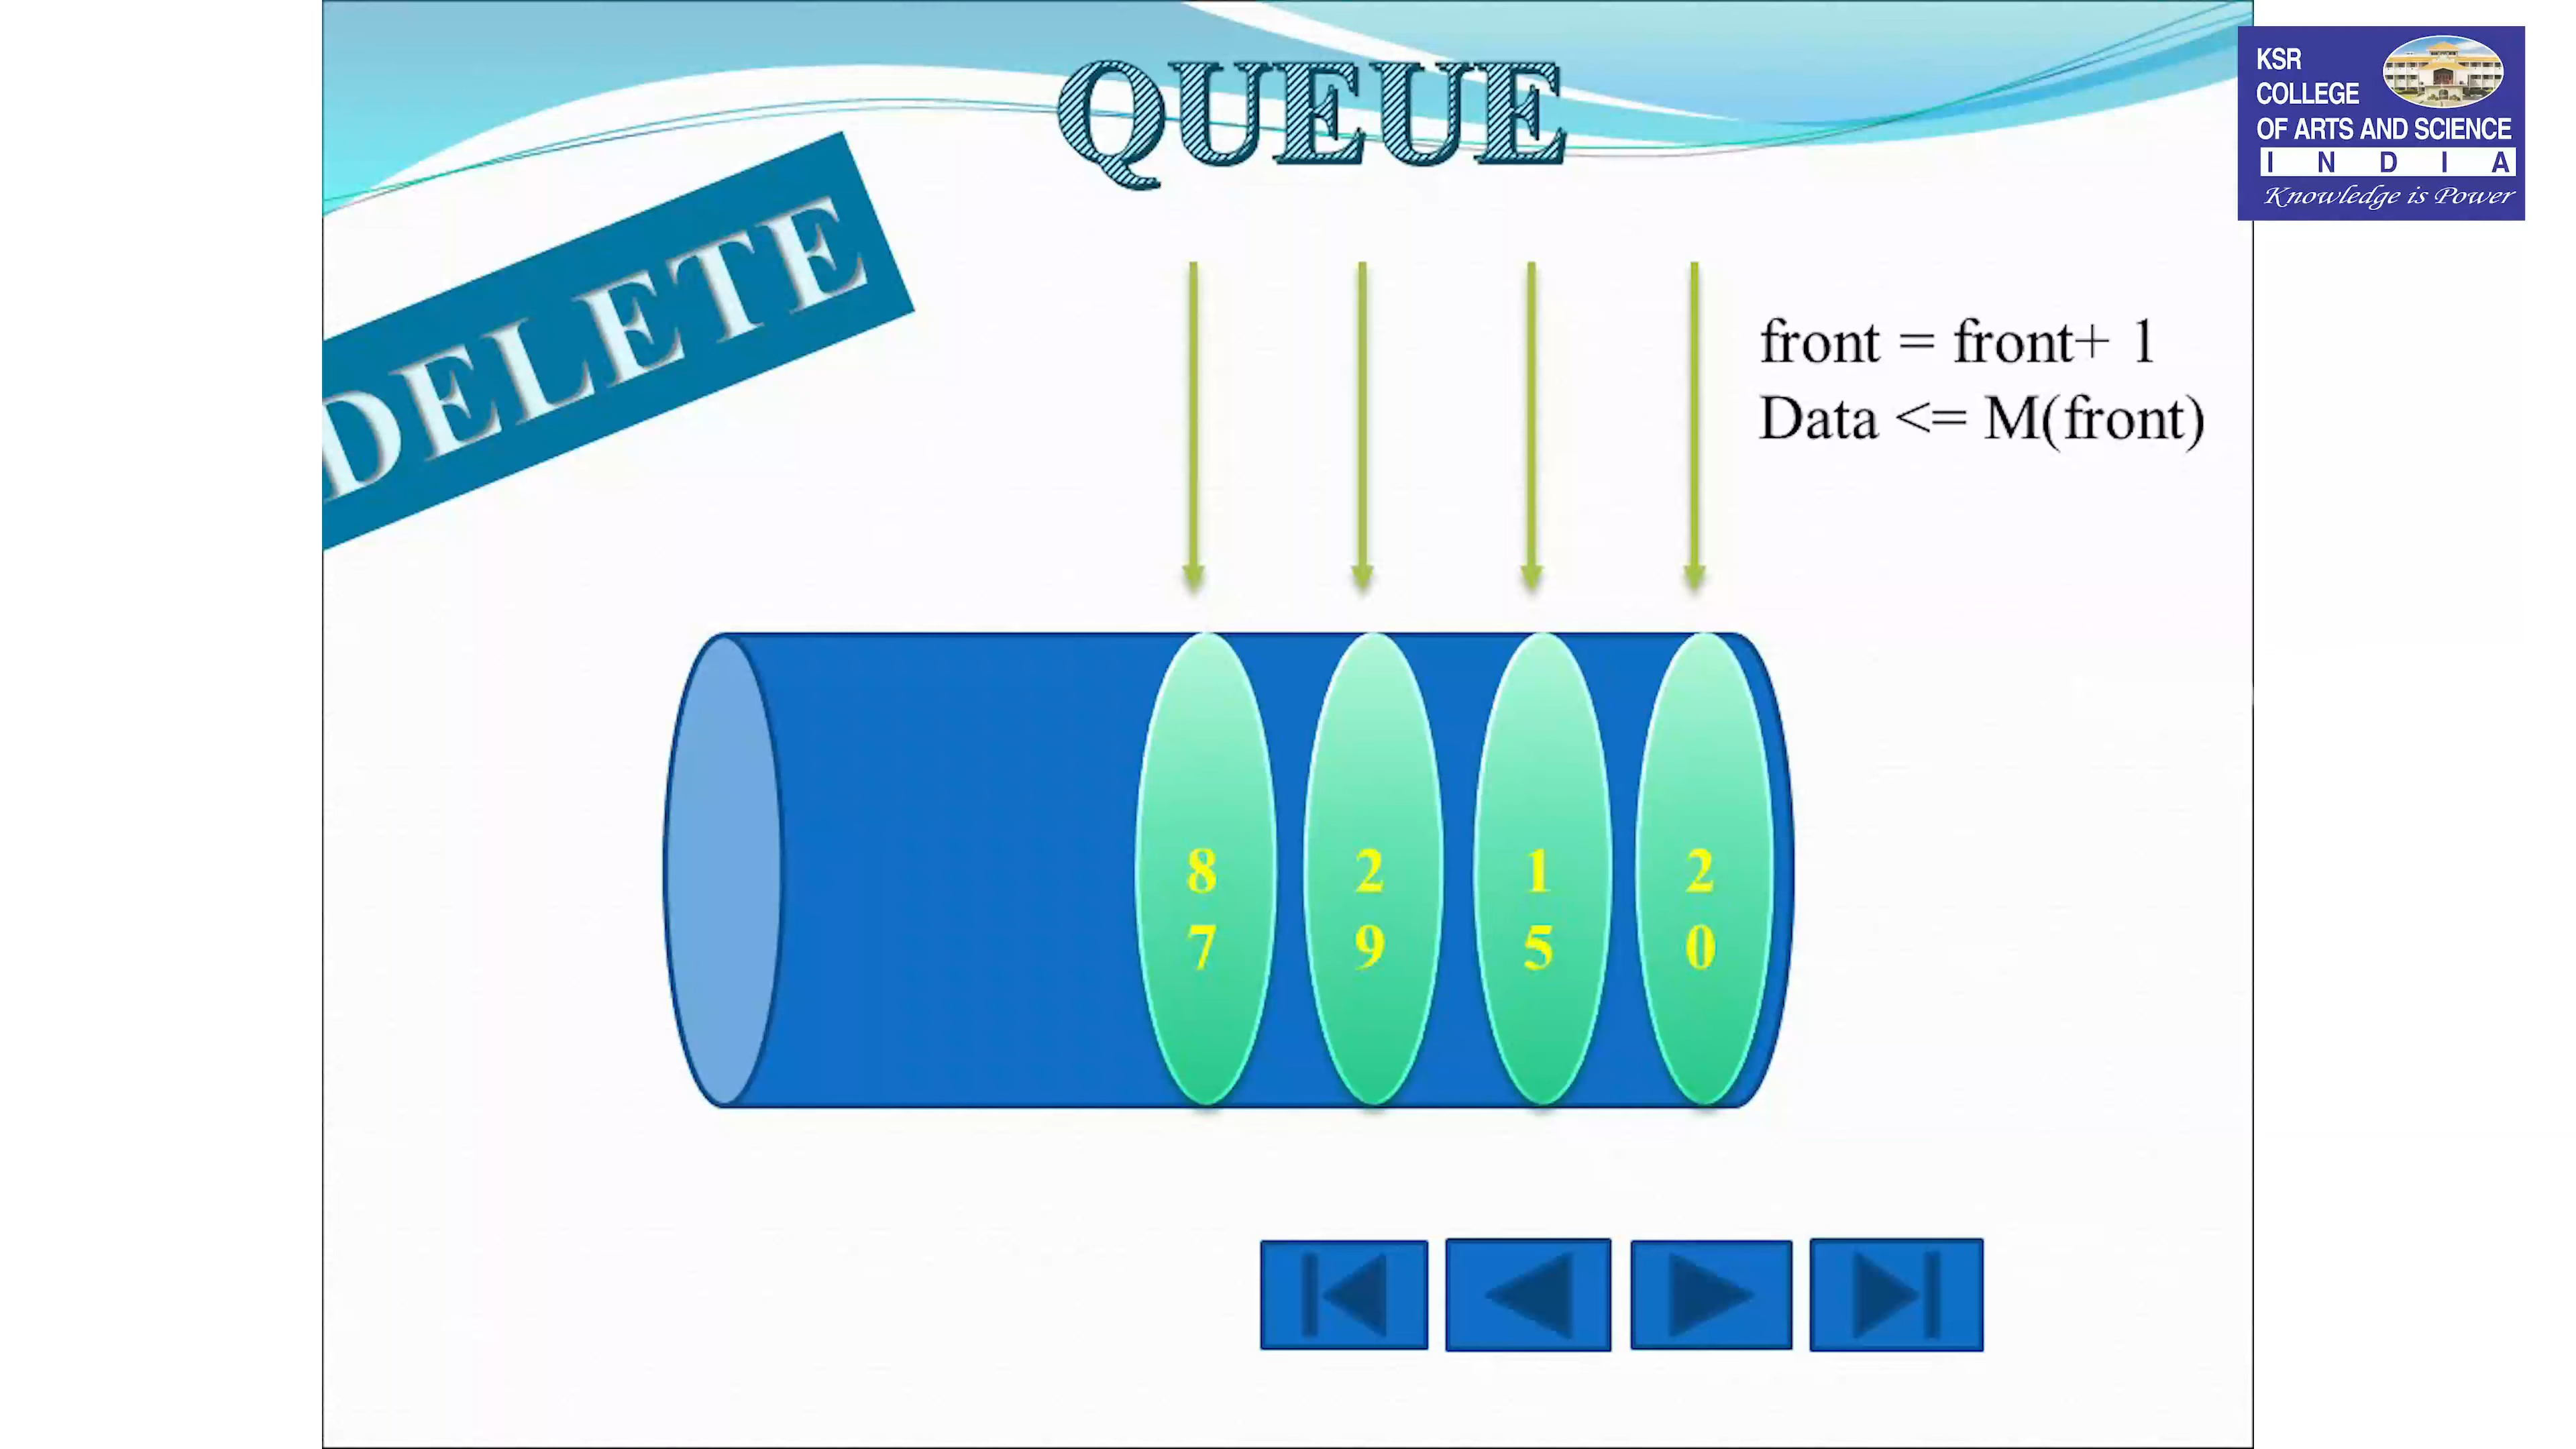 QUEUE
KSR
COLLEGE
OF ARTS AND SCIENCE
I N D I A
Knowledge is Power
DELETE
front = front+ 1
Data <= M(front)
8 2 1 2
7 9 5 0